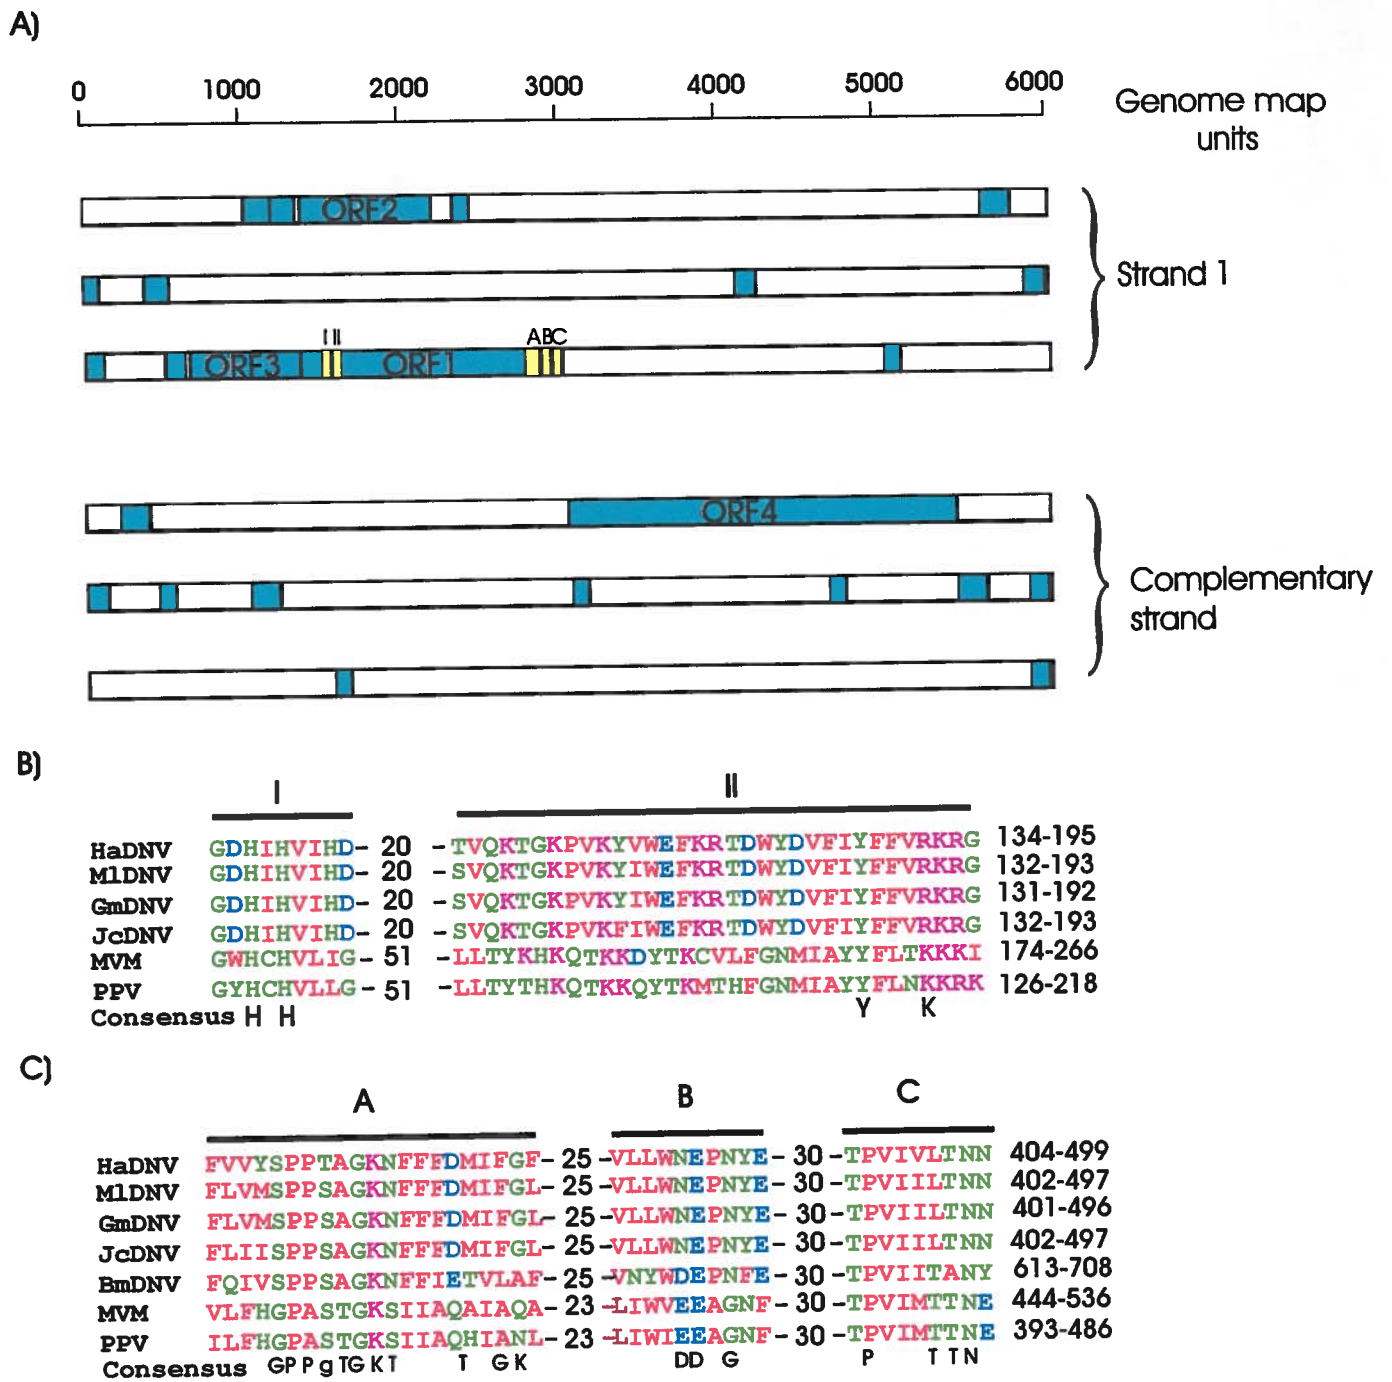 A)
0 1000 2000 3000 4000 5000 6000
Genome map units
ORF2
Strand 1
I II ABC
ORF3 ORF1
ORF4
Complementary strand
B)
I II
HaDNV GDHIHVIHD- 20 -TVQKTGKPVKYVWEFKRTDWYDVFIYFFVRKRG 134-195
MlDNV GDHIHVIHD- 20 -SVQKTGKPVKYIWEFKRTDWYDVFIYFFVRKRG 132-193
GmDNV GDHIHVIHD- 20 -SVQKTGKPVKYIWEFKRTDWYDVFIYFFVRKRG 131-192
JcDNV GDHIHVIHD- 20 -SVQKTGKPVKFIWEFKRTDWYDVFIYFFVRKRG 132-193
MVM GWHCHVLIG- 51 -LLTYKHKQTKKDYTKCVLFGNMIAYYFLTKKKI 174-266
PPV GYHCHVLLG- 51 -LLTYTHKQTKKQYTKMTHFGNMIAYYFLNKKRK 126-218
Consensus H H Y K
C)
A B C
HaDNV FVVYSPPTAGKNFFFDMIFGF- 25 -VLLWNEPNYE- 30 -TPVIVLTNN 404-499
MlDNV FLVMSPPSAGKNFFFDMIFGL- 25 -VLLWNEPNYE- 30 -TPVIILTNN 402-497
GmDNV FLVMSPPSAGKNFFFDMIFGL- 25 -VLLWNEPNYE- 30 -TPVIILTNN 401-496
JcDNV FLIISPPSAGKNFFFDMIFGL- 25 -VLLWNEPNYE- 30 -TPVIILTNN 402-497
BmDNV FQIVSPPSAGKNFFIETVLAF- 25 -VNYWDEPNFE- 30 -TPVIITANY 613-708
MVM VLFHGPASTGKSIIAQAIAQA- 23 -LIWVEEAGNF- 30 -TPVIMTTNE 444-536
PPV ILFHGPASTGKSIIAQHIANL- 23 -LIWIEEAGNF- 30 -TPVIMTTNE 393-486
Consensus GP P g TG K T T G K DD G P T T N